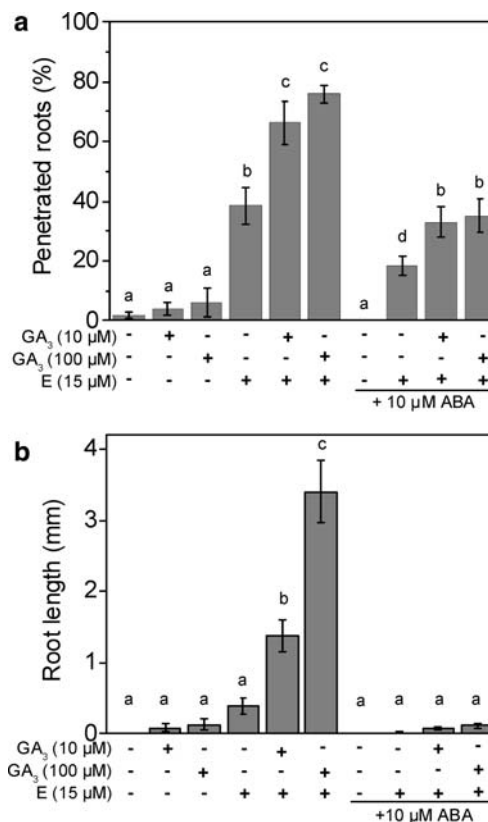 a
100
80
60
40
20
0
Penetrated roots (%)
a a a b c c a d b b
GA3 (10 µM) - + - - + - - - + -
GA3 (100 µM) - - + - - + - - - +
E (15 µM) - - - + + + - + + +
+ 10 µM ABA
b
4
3
2
1
0
Root length (mm)
a a a a b c a a a a
GA3 (10 µM) - + - - + - - - + -
GA3 (100 µM) - - + - - + - - - +
E (15 µM) - - - + + + - + + +
+10 µM ABA